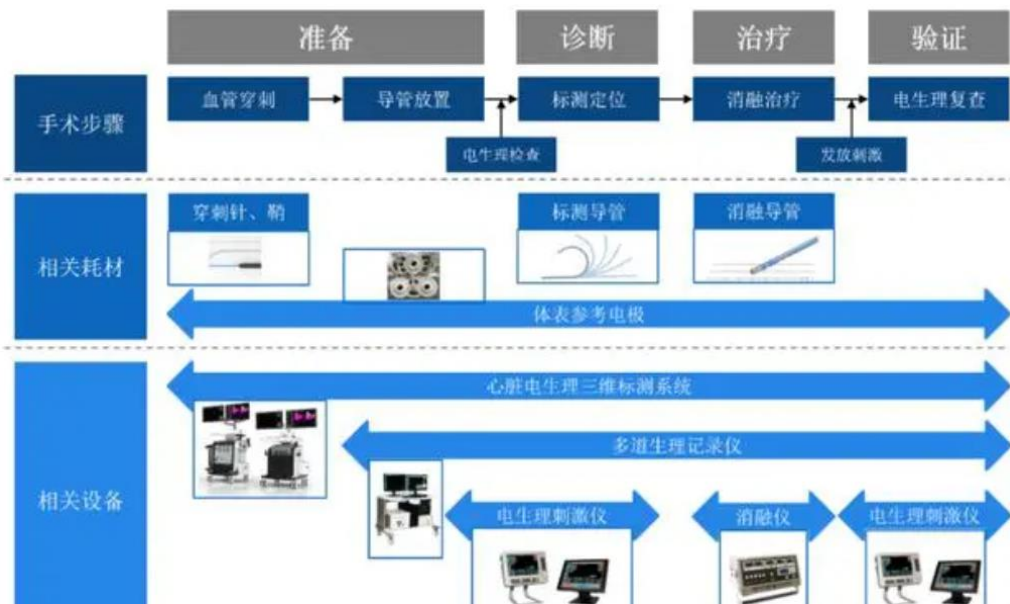 准备
诊断
治疗
验证
手术步骤
血管穿刺
导管放置
标测定位
消融治疗
电生理复查
电生理检查
发放刺激
相关耗材
穿刺针、鞘
标测导管
消融导管
体表参考电极
相关设备
心脏电生理三维标测系统
多道生理记录仪
电生理刺激仪
消融仪
电生理刺激仪